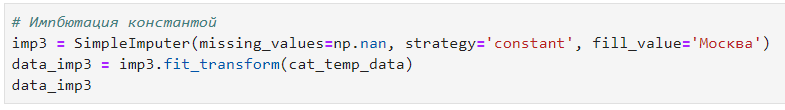 # Импбютация константой
imp3 = SimpleImputer(missing_values=np.nan, strategy='constant', fill_value='Москва')
data_imp3 = imp3.fit_transform(cat_temp_data)
data_imp3